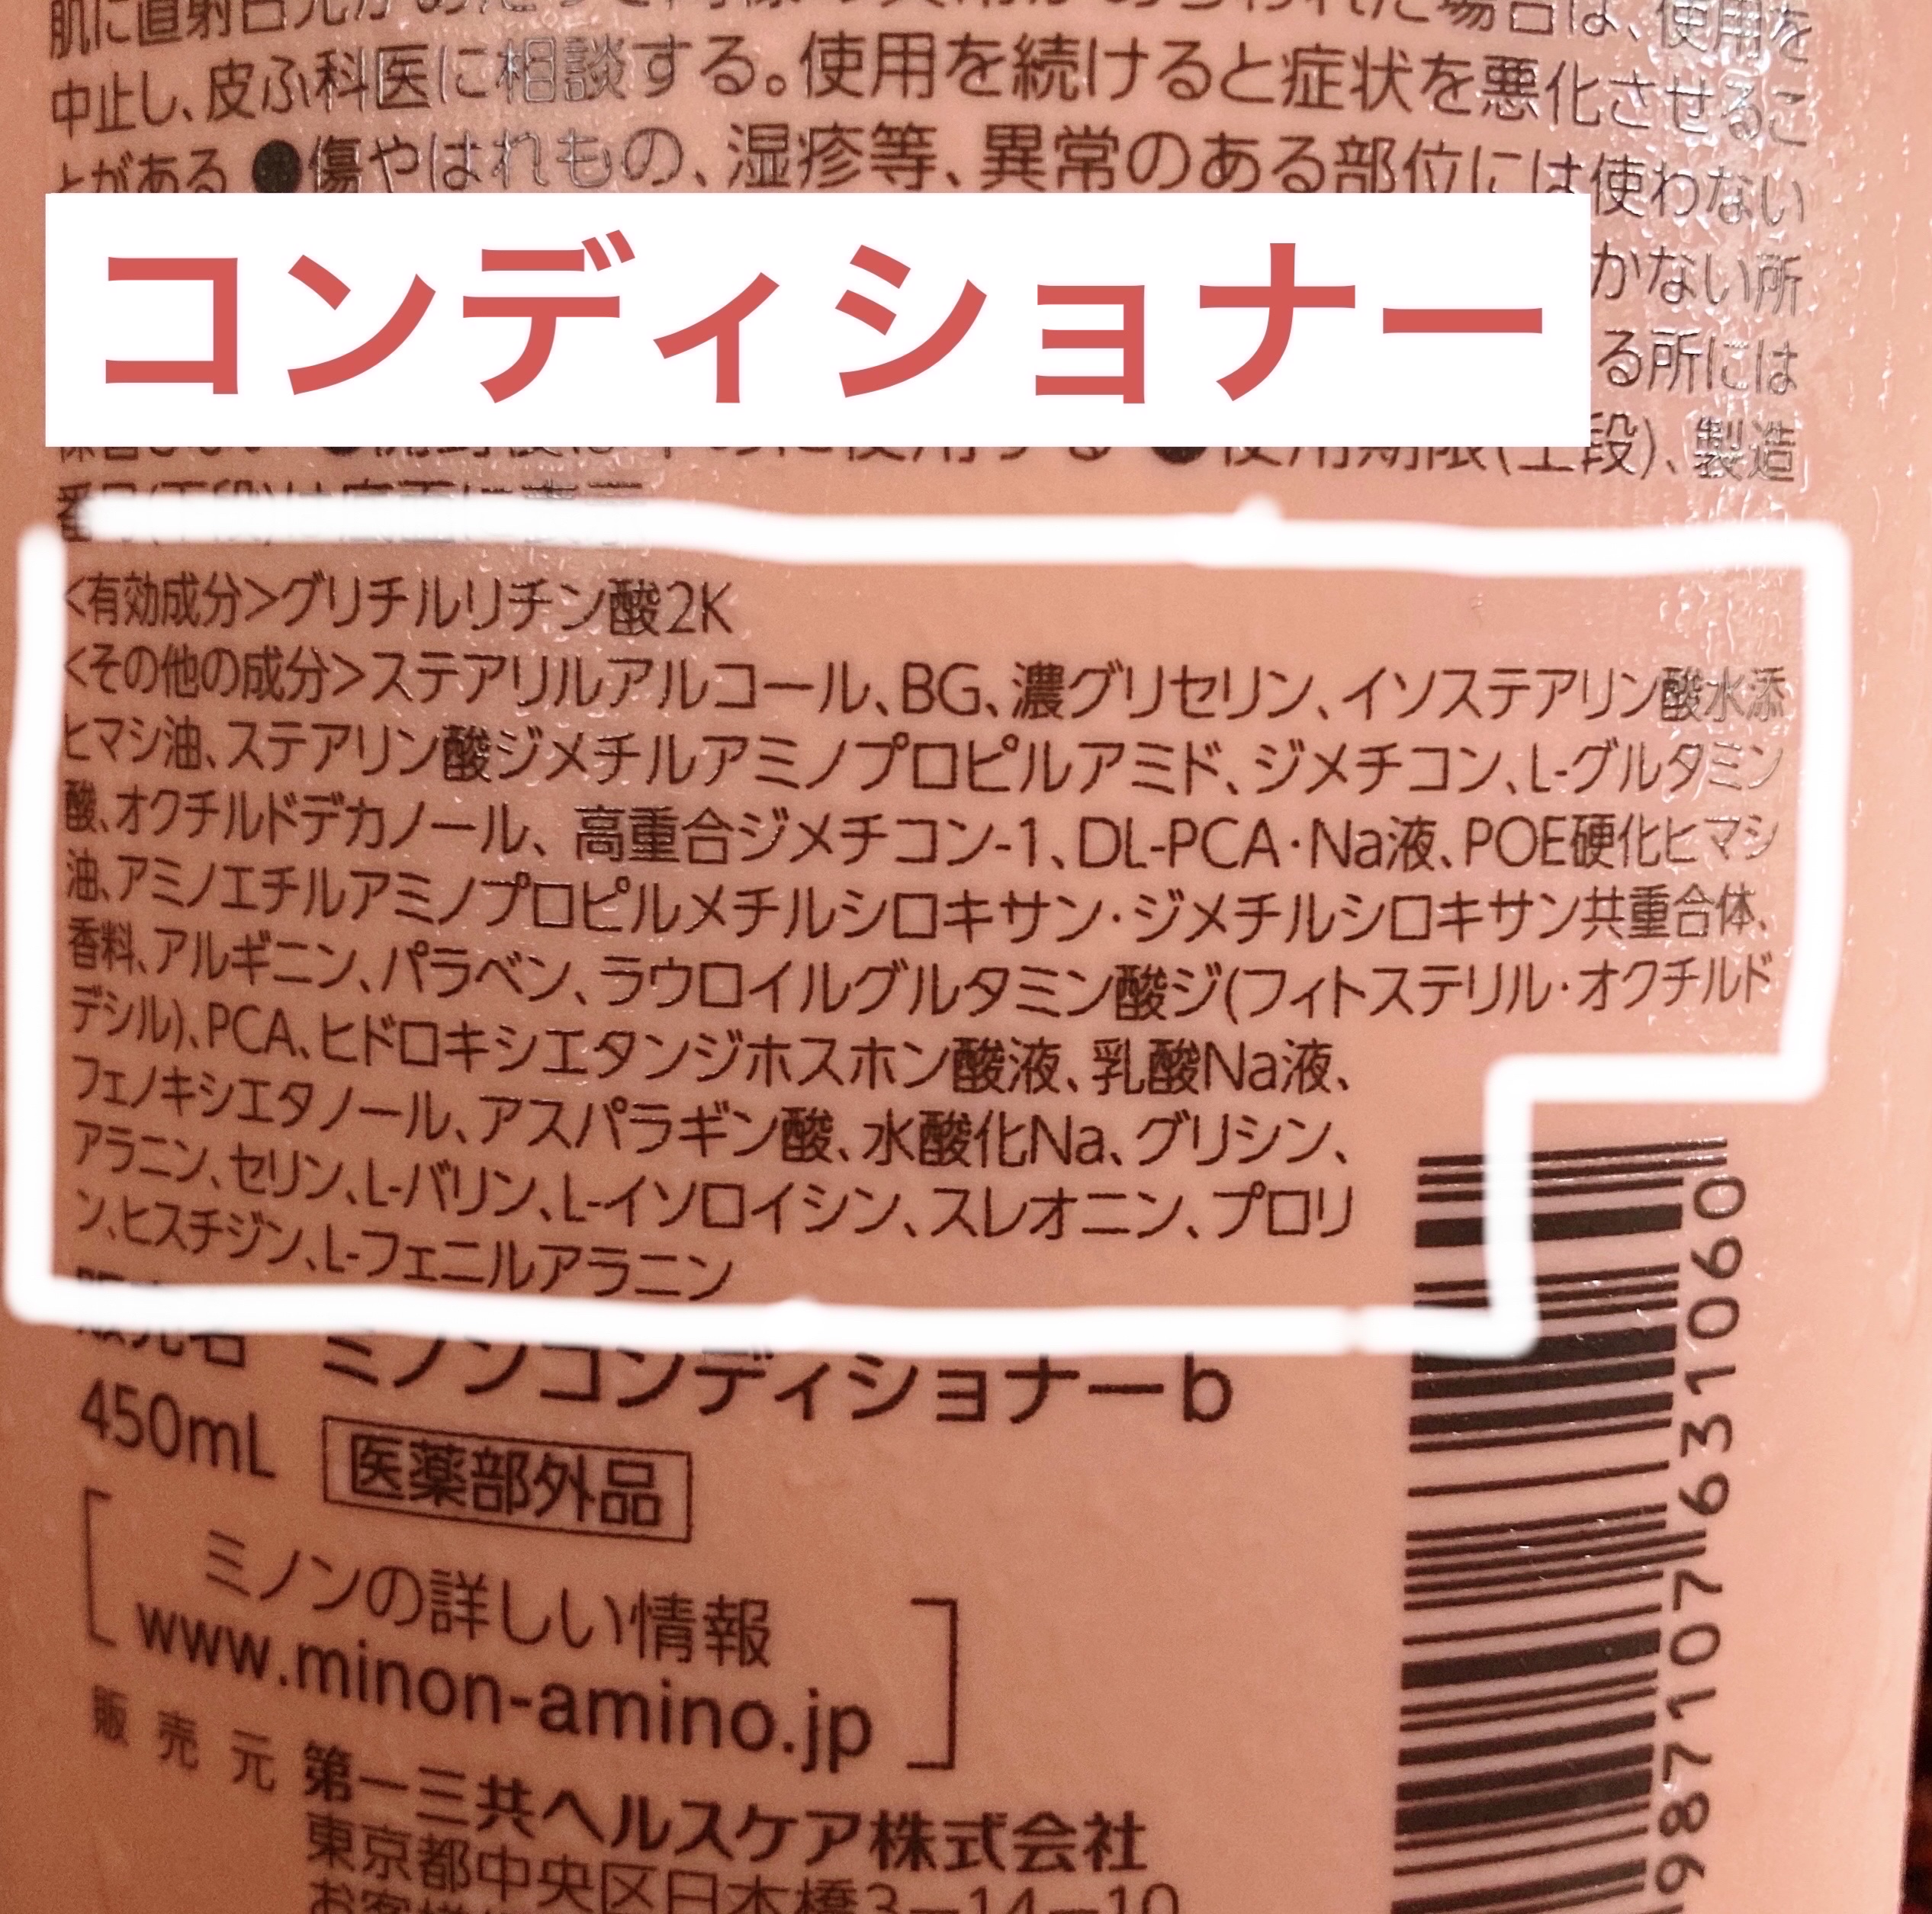 中止し、皮ふ科医に相談する。使用を続けると症状を悪化させるこ
とがある ●傷やはれもの、湿疹等、異常のある部位には使わない
コンディショナー
かない所
る所には
使用期限(上段)、製造
<有効成分>グリチルリチン酸2K
<その他の成分>ステアリルアルコール、BG、濃グリセリン、イソステアリン酸水添
ヒマシ油、ステアリン酸ジメチルアミノプロピルアミド、ジメチコン、L-グルタミン
酸、オクチルドデカノール、高重合ジメチコン-1、DL-PCA・Na液、POE硬化ヒマシ
油、アミノエチルアミノプロピルメチルシロキサン・ジメチルシロキサン共重合体、
香料、アルギニン、パラベン、ラウロイルグルタミン酸ジ(フィトステリル・オクチルド
デシル)、PCA、ヒドロキシエタンジホスホン酸液、乳酸Na液、
フェノキシエタノール、アスパラギン酸、水酸化Na、グリシン、
アラニン、セリン、L-バリン、L-イソロイシン、スレオニン、プロリ
ン、ヒスチジン、L-フェニルアラニン
販売名 ミノンコンディショナーb
450mL 医薬部外品
ミノンの詳しい情報
www.minon-amino.jp
販売元 第一三共ヘルスケア株式会社
東京都中央区日本橋3-14-10
987107631060